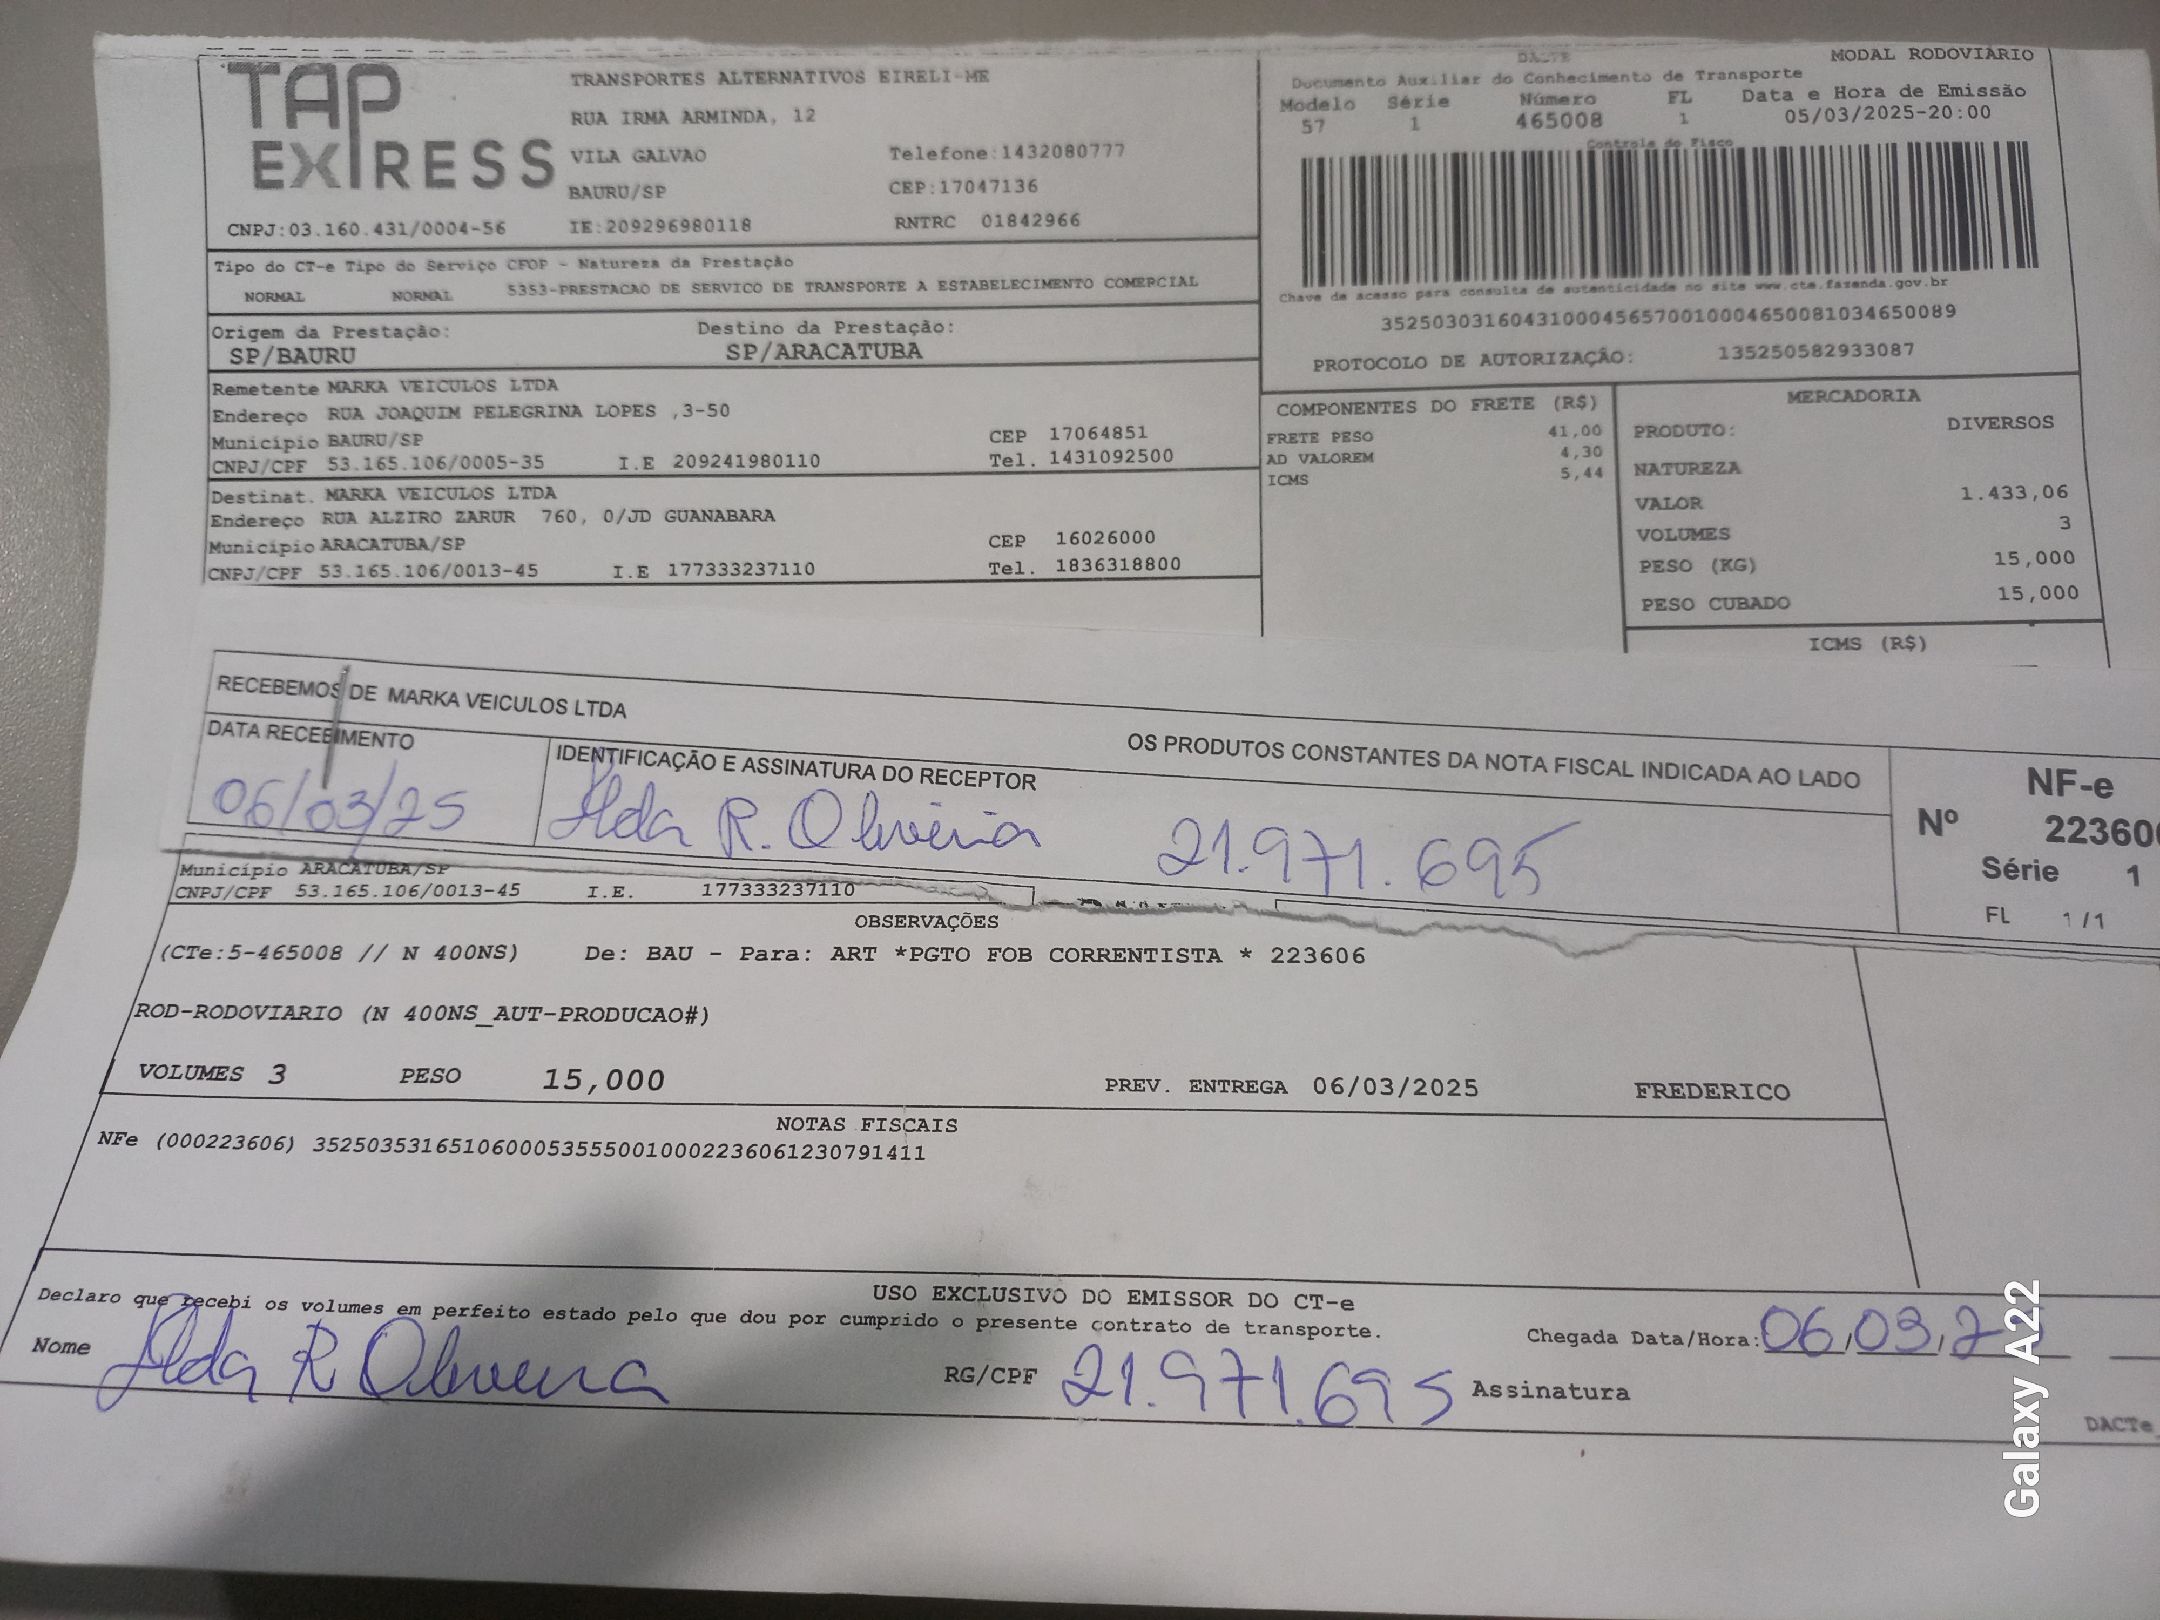 TAP EXPRESS
TRANSPORTES ALTERNATIVOS EIRELI-ME
RUA IRMA ARMINDA, 12
VILA GALVAO Telefone:1432080777
BAURU/SP CEP:17047136
CNPJ:03.160.431/0004-56 IE:209296980118 RNTRC 01842966
DACTE MODAL RODOVIÁRIO
Documento Auxiliar do Conhecimento de Transporte
Modelo Série Número FL Data e Hora de Emissão
57 1 465008 1 05/03/2025-20:00
Controle do Fisco
Chave de acesso para consulta de autenticidade no site www.cte.fazenda.gov.br
35250303160431000456570010004650081034650089
PROTOCOLO DE AUTORIZAÇÃO: 135250582933087
Tipo do CT-e Tipo do Serviço CFOP - Natureza da Prestação
NORMAL NORMAL 5353-PRESTACAO DE SERVICO DE TRANSPORTE A ESTABELECIMENTO COMERCIAL
Origem da Prestação: Destino da Prestação:
SP/BAURU SP/ARACATUBA
Remetente MARKA VEICULOS LTDA
Endereço RUA JOAQUIM PELEGRINA LOPES ,3-50
Município BAURU/SP CEP 17064851
CNPJ/CPF 53.165.106/0005-35 I.E 209241980110 Tel. 1431092500
Destinat. MARKA VEICULOS LTDA
Endereço RUA ALZIRO ZARUR 760, 0/JD GUANABARA
Município ARACATUBA/SP CEP 16026000
CNPJ/CPF 53.165.106/0013-45 I.E 177333237110 Tel. 1836318800
COMPONENTES DO FRETE (R$)
FRETE PESO 41,00
AD VALOREM 4,30
ICMS 5,44
MERCADORIA
PRODUTO: DIVERSOS
NATUREZA
VALOR 1.433,06
VOLUMES 3
PESO (KG) 15,000
PESO CUBADO 15,000
ICMS (R$)
RECEBEMOS DE MARKA VEICULOS LTDA OS PRODUTOS CONSTANTES DA NOTA FISCAL INDICADA AO LADO
DATA RECEBIMENTO IDENTIFICAÇÃO E ASSINATURA DO RECEPTOR
06/03/25 Ilda R. Oliveira 21.971.695
NF-e
Nº 223606
Série 1
FL 1/1
Município ARACATUBA/SP
CNPJ/CPF 53.165.106/0013-45 I.E. 177333237110
OBSERVAÇÕES
(CTe:5-465008 // N 400NS) De: BAU - Para: ART *PGTO FOB CORRENTISTA * 223606
ROD-RODOVIARIO (N 400NS_AUT-PRODUCAO#)
VOLUMES 3 PESO 15,000 PREV. ENTREGA 06/03/2025 FREDERICO
NOTAS FISCAIS
NFe (000223606) 35250353165106000535550010002236061230791411
USO EXCLUSIVO DO EMISSOR DO CT-e
Declaro que recebi os volumes em perfeito estado pelo que dou por cumprido o presente contrato de transporte.
Nome Ilda R Oliveira RG/CPF 21.971.695 Assinatura
Chegada Data/Hora: 06,03,25
DACTe
Galaxy A22